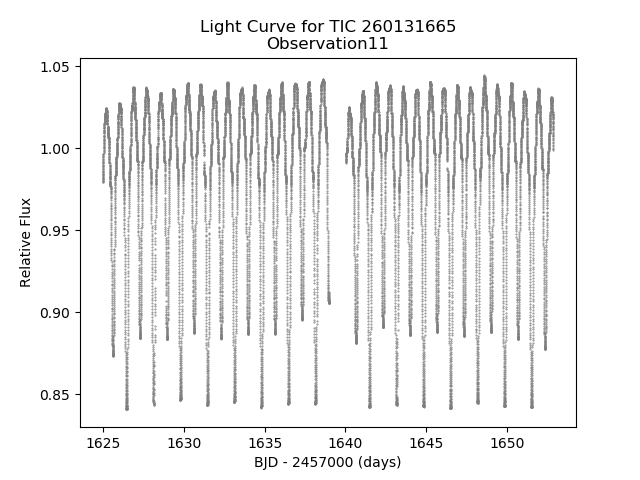 Light Curve for TIC 260131665
Observation11
Relative Flux
1.05
1.00
0.95
0.90
0.85
1625
1630
1635
1640
1645
1650
BJD - 2457000 (days)